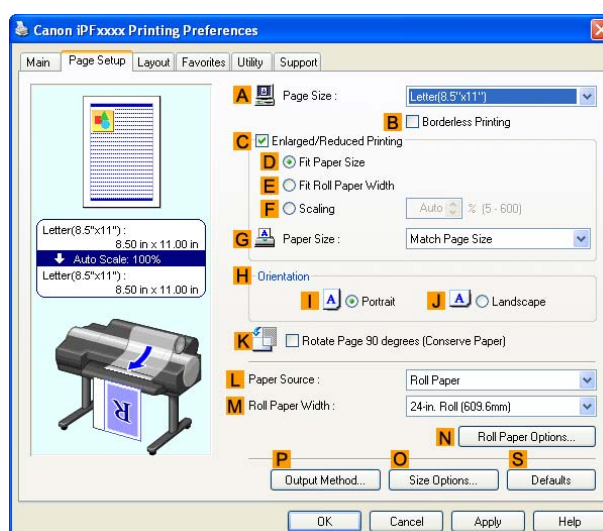 Canon iPFxxxx Printing Preferences
Main Page Setup Layout Favorites Utility Support
A Page Size : Letter(8.5"x11")
B Borderless Printing
C Enlarged/Reduced Printing
D Fit Paper Size
E Fit Roll Paper Width
F Scaling Auto % (5 - 600)
G Paper Size : Match Page Size
Letter(8.5"x11") :
8.50 in x 11.00 in
Auto Scale: 100%
Letter(8.5"x11") :
8.50 in x 11.00 in
H Orientation
I A Portrait J A Landscape
K Rotate Page 90 degrees (Conserve Paper)
R
L Paper Source : Roll Paper
M Roll Paper Width : 24-in. Roll (609.6mm)
N Roll Paper Options...
P O S
Output Method... Size Options... Defaults
OK Cancel Apply Help